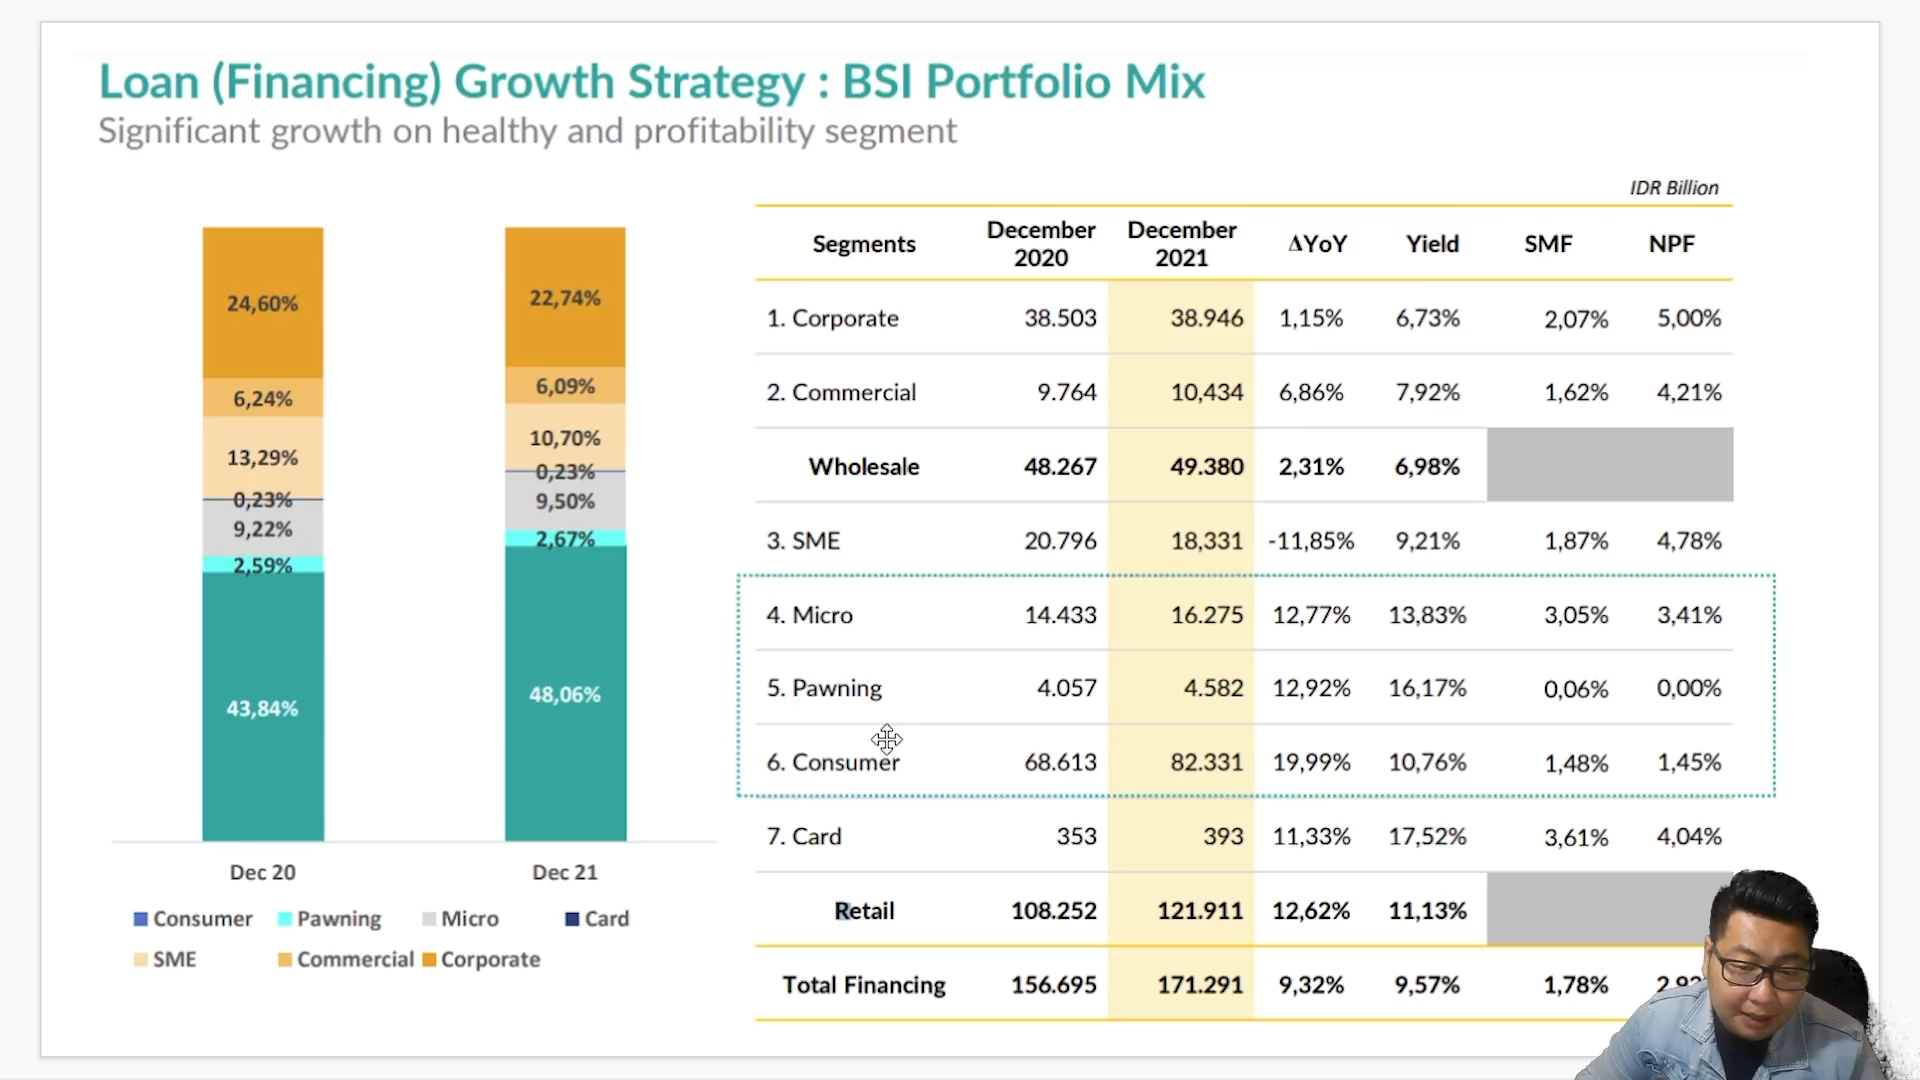 Loan (Financing) Growth Strategy : BSI Portfolio Mix
Significant growth on healthy and profitability segment
24,60%
6,24%
13,29%
0,23%
9,22%
2,59%
43,84%
22,74%
6,09%
10,70%
0,23%
9,50%
2,67%
48,06%
Dec 20 Dec 21
Consumer Pawning Micro Card
SME Commercial Corporate
IDR Billion
Segments December 2020 December 2021 ΔYoY Yield SMF NPF
1. Corporate 38.503 38.946 1,15% 6,73% 2,07% 5,00%
2. Commercial 9.764 10,434 6,86% 7,92% 1,62% 4,21%
Wholesale 48.267 49.380 2,31% 6,98%
3. SME 20.796 18,331 -11,85% 9,21% 1,87% 4,78%
4. Micro 14.433 16.275 12,77% 13,83% 3,05% 3,41%
5. Pawning 4.057 4.582 12,92% 16,17% 0,06% 0,00%
6. Consumer 68.613 82.331 19,99% 10,76% 1,48% 1,45%
7. Card 353 393 11,33% 17,52% 3,61% 4,04%
Retail 108.252 121.911 12,62% 11,13%
Total Financing 156.695 171.291 9,32% 9,57% 1,78%